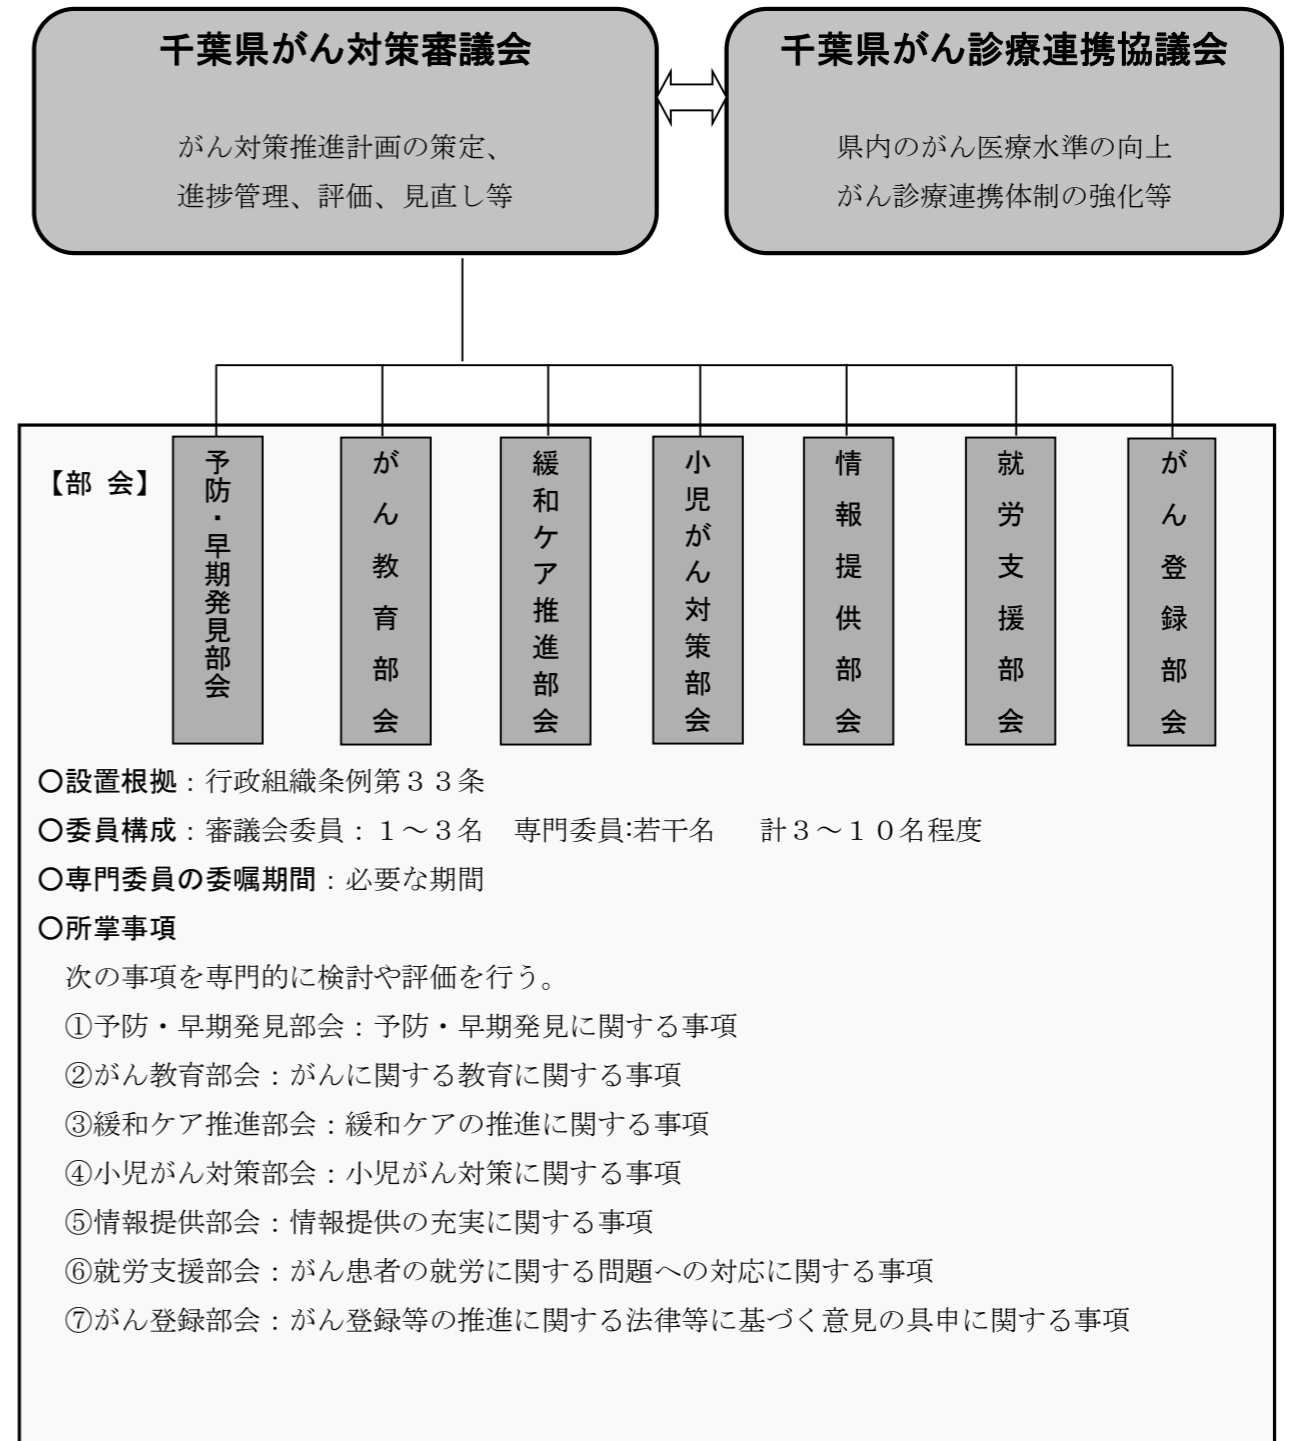 千葉県がん対策審議会
がん対策推進計画の策定、
進捗管理、評価、見直し等
千葉県がん診療連携協議会
県内のがん医療水準の向上
がん診療連携体制の強化等
【部 会】
予防・早期発見部会
がん教育部会
緩和ケア推進部会
小児がん対策部会
情報提供部会
就労支援部会
がん登録部会
○設置根拠：行政組織条例第３３条
○委員構成：審議会委員：１～３名　専門委員:若干名　計３～１０名程度
○専門委員の委嘱期間：必要な期間
○所掌事項
次の事項を専門的に検討や評価を行う。
①予防・早期発見部会：予防・早期発見に関する事項
②がん教育部会：がんに関する教育に関する事項
③緩和ケア推進部会：緩和ケアの推進に関する事項
④小児がん対策部会：小児がん対策に関する事項
⑤情報提供部会：情報提供の充実に関する事項
⑥就労支援部会：がん患者の就労に関する問題への対応に関する事項
⑦がん登録部会：がん登録等の推進に関する法律等に基づく意見の具申に関する事項